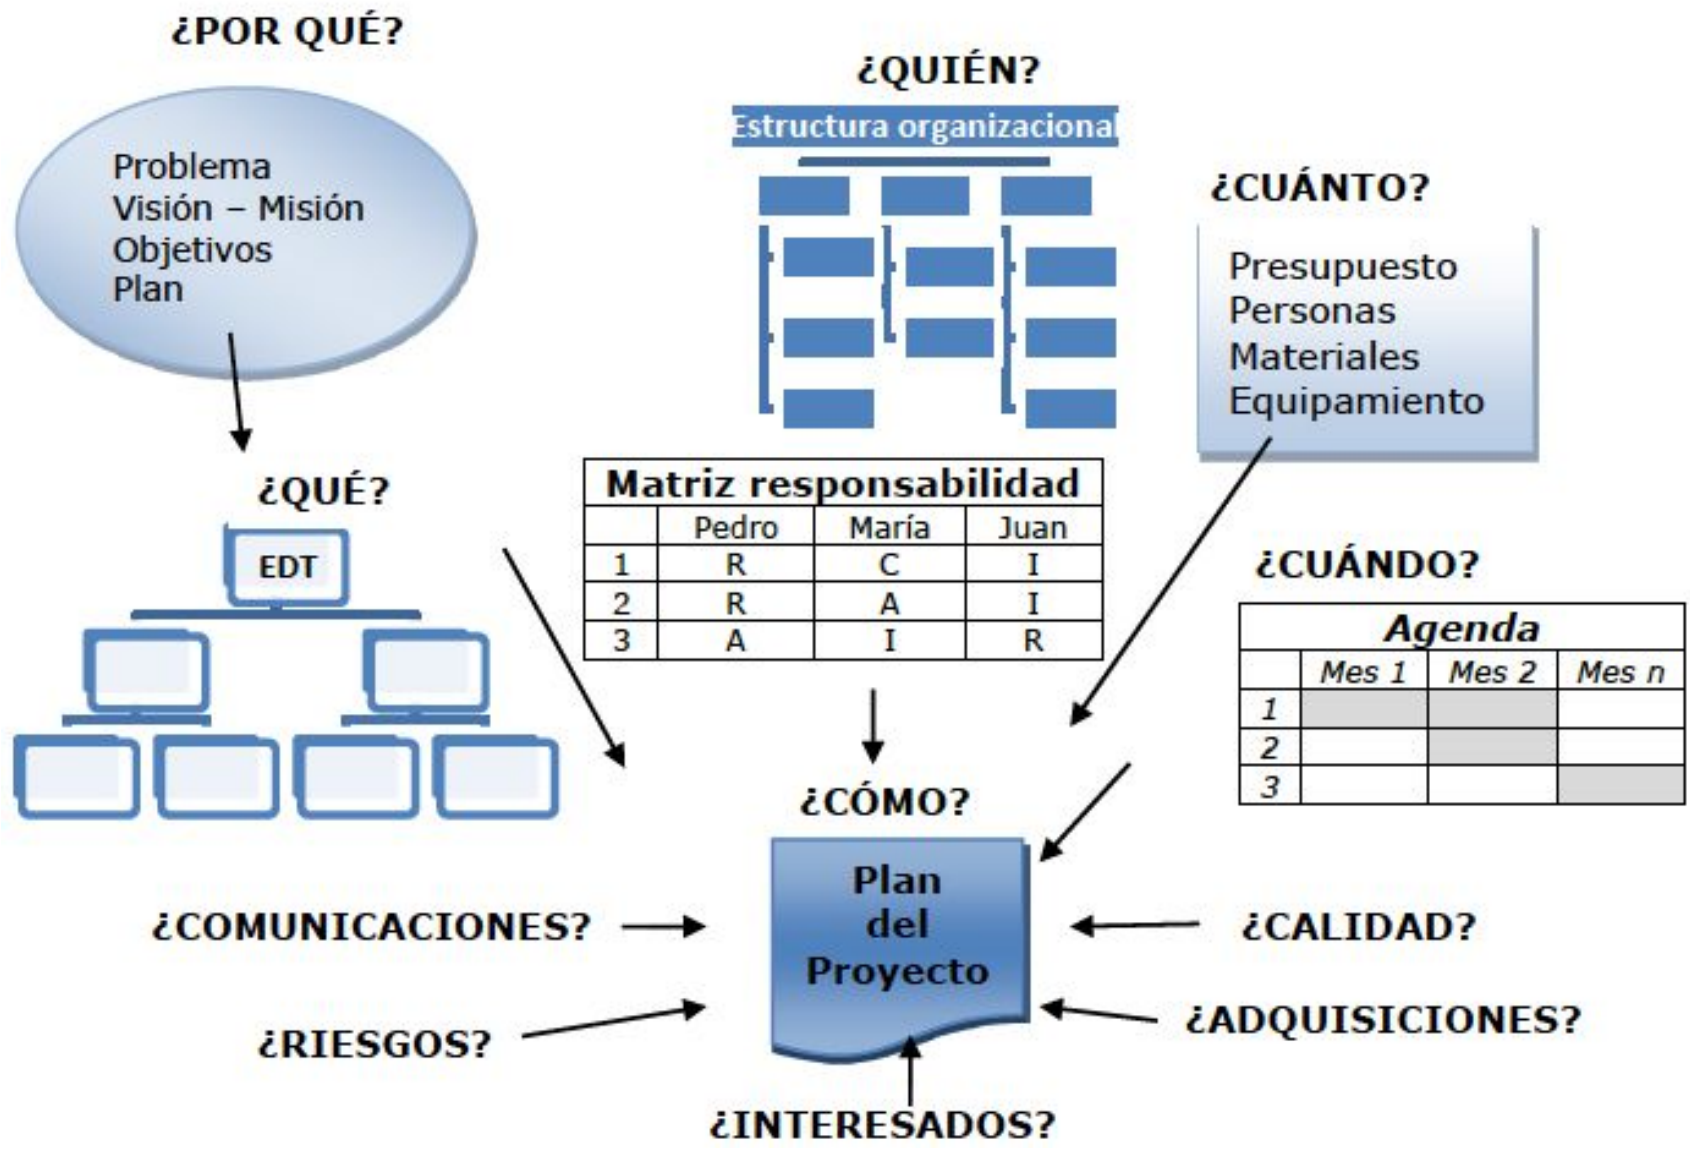 ¿POR QUÉ?
Problema
Visión – Misión
Objetivos
Plan
¿QUÉ?
EDT
¿QUIÉN?
Estructura organizacional
Matriz responsabilidad
Pedro María Juan
1 R C I
2 R A I
3 A I R
¿CUÁNTO?
Presupuesto
Personas
Materiales
Equipamiento
¿CUÁNDO?
Agenda
Mes 1 Mes 2 Mes n
1
2
3
¿CÓMO?
Plan
del
Proyecto
¿COMUNICACIONES?
¿CALIDAD?
¿RIESGOS?
¿ADQUISICIONES?
¿INTERESADOS?